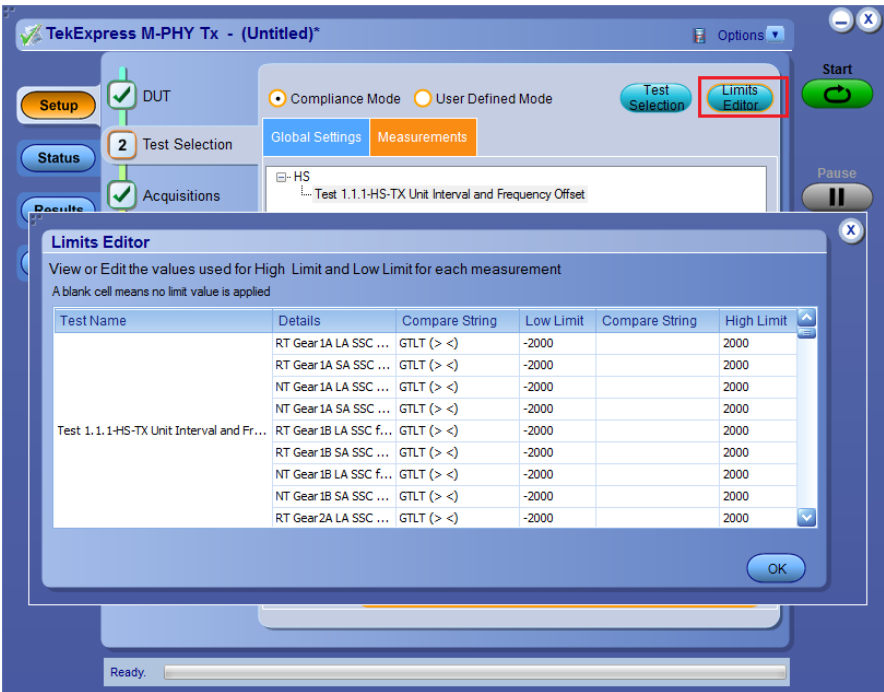 TekExpress M-PHY Tx - (Untitled)*
Options
Start
Setup
DUT
Compliance Mode
User Defined Mode
Test Selection
Limits Editor
2
Test Selection
Global Settings
Measurements
Status
HS
Test 1.1.1-HS-TX Unit Interval and Frequency Offset
Acquisitions
Pause
Results
Limits Editor
View or Edit the values used for High Limit and Low Limit for each measurement
A blank cell means no limit value is applied
Test Name Details Compare String Low Limit Compare String High Limit
RT Gear1A LA SSC ... GTLT (> <) -2000 2000
RT Gear1A SA SSC ... GTLT (> <) -2000 2000
NT Gear1A LA SSC ... GTLT (> <) -2000 2000
NT Gear1A SA SSC ... GTLT (> <) -2000 2000
Test 1.1.1-HS-TX Unit Interval and Fr... RT Gear1B LA SSC f... GTLT (> <) -2000 2000
RT Gear1B SA SSC ... GTLT (> <) -2000 2000
NT Gear1B LA SSC f... GTLT (> <) -2000 2000
NT Gear1B SA SSC ... GTLT (> <) -2000 2000
RT Gear2A LA SSC ... GTLT (> <) -2000 2000
OK
Ready.